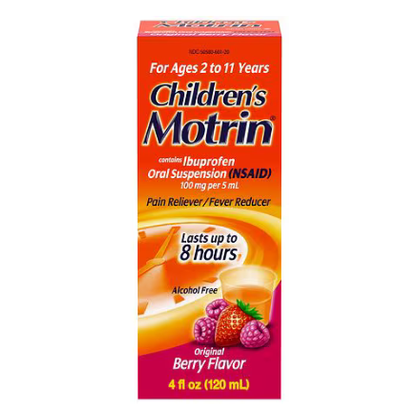 For Ages 2 to 11 Years
Children's
Motrin®
contains Ibuprofen
Oral Suspension (NSAID)
100 mg per 5 mL
Pain Reliever/Fever Reducer
Lasts up to
8 hours
Alcohol Free
Original
Berry Flavor
4 fl oz (120 mL)